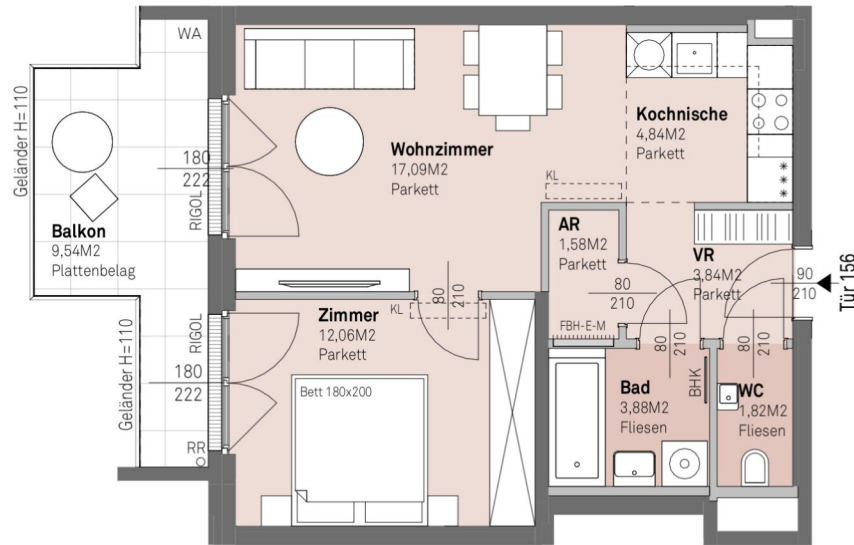 WA
Geländer H=110
Balkon
9,54M2
Plattenbelag
180
222
RIGOL
Wohnzimmer
17,09M2
Parkett
Kochnische
4,84M2
Parkett
KL
AR
1,58M2
Parkett
FBH-E-M
80
210
VR
3,84M2
Parkett
90
210
Tür 156
80
210
KL
Zimmer
12,06M2
Parkett
Bett 180x200
RIGOL
180
222
Geländer H=110
RR
80
210
Bad
3,88M2
Fliesen
BHK
80
210
WC
1,82M2
Fliesen